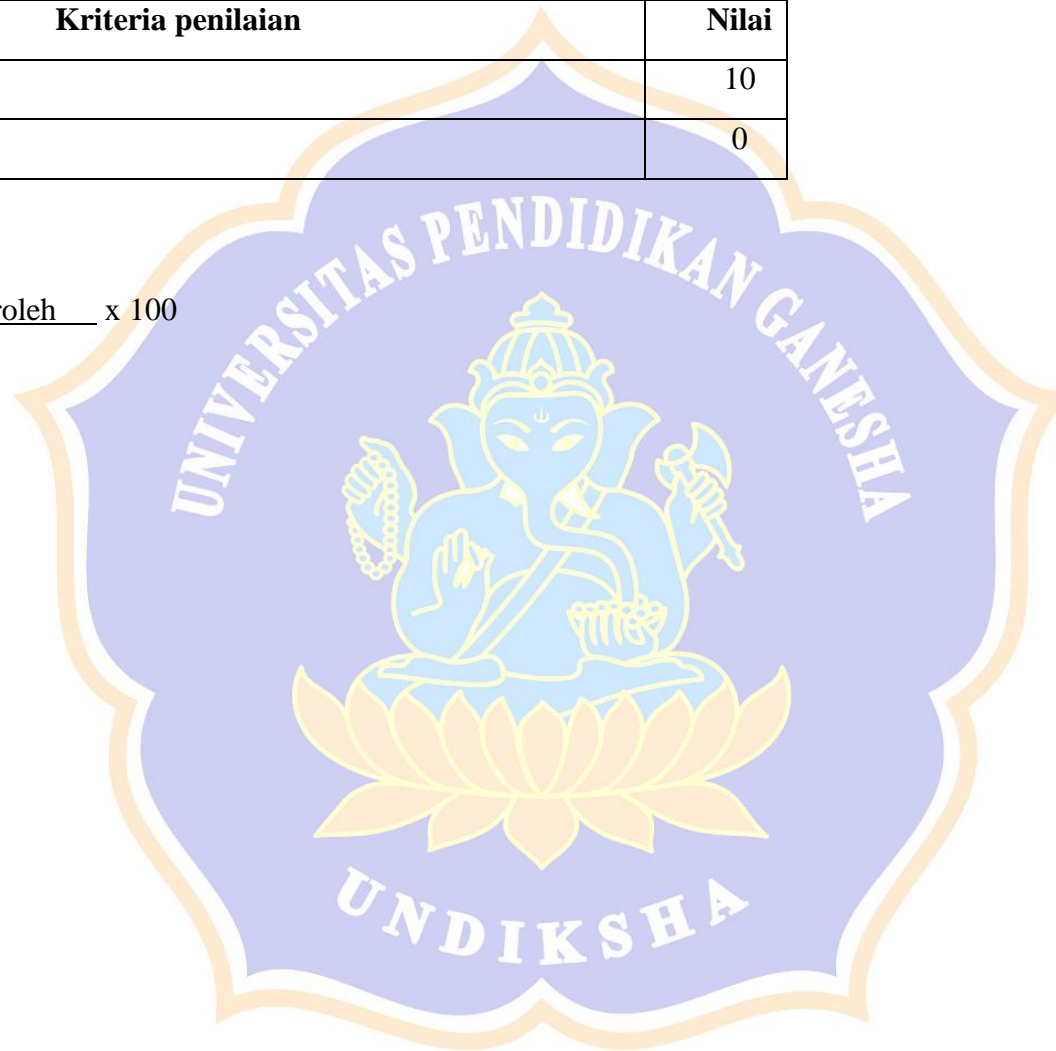 Kriteria penilaian Nilai
10
0
roleh x 100
UNIVERSITAS PENDIDIKAN GANESHA
UNDIKSHA